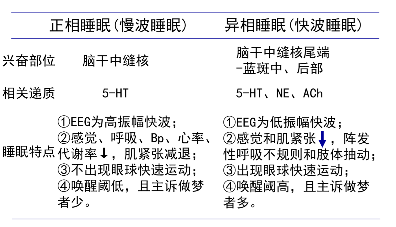 正相睡眠(慢波睡眠) 异相睡眠(快波睡眠)
兴奋部位 脑干中缝核 脑干中缝核尾端
-蓝斑中、后部
相关递质 5-HT 5-HT、NE、ACh
睡眠特点
①EEG为高振幅快波;
②感觉、呼吸、Bp、心率、
代谢率↓,肌紧张减退;
③不出现眼球快速运动;
④唤醒阈低,且主诉做梦
者少。
①EEG为低振幅快波;
②感觉和肌紧张↓,阵发
性呼吸不规则和肢体抽动;
③出现眼球快速运动;
④唤醒阈高,且主诉做梦
者多。